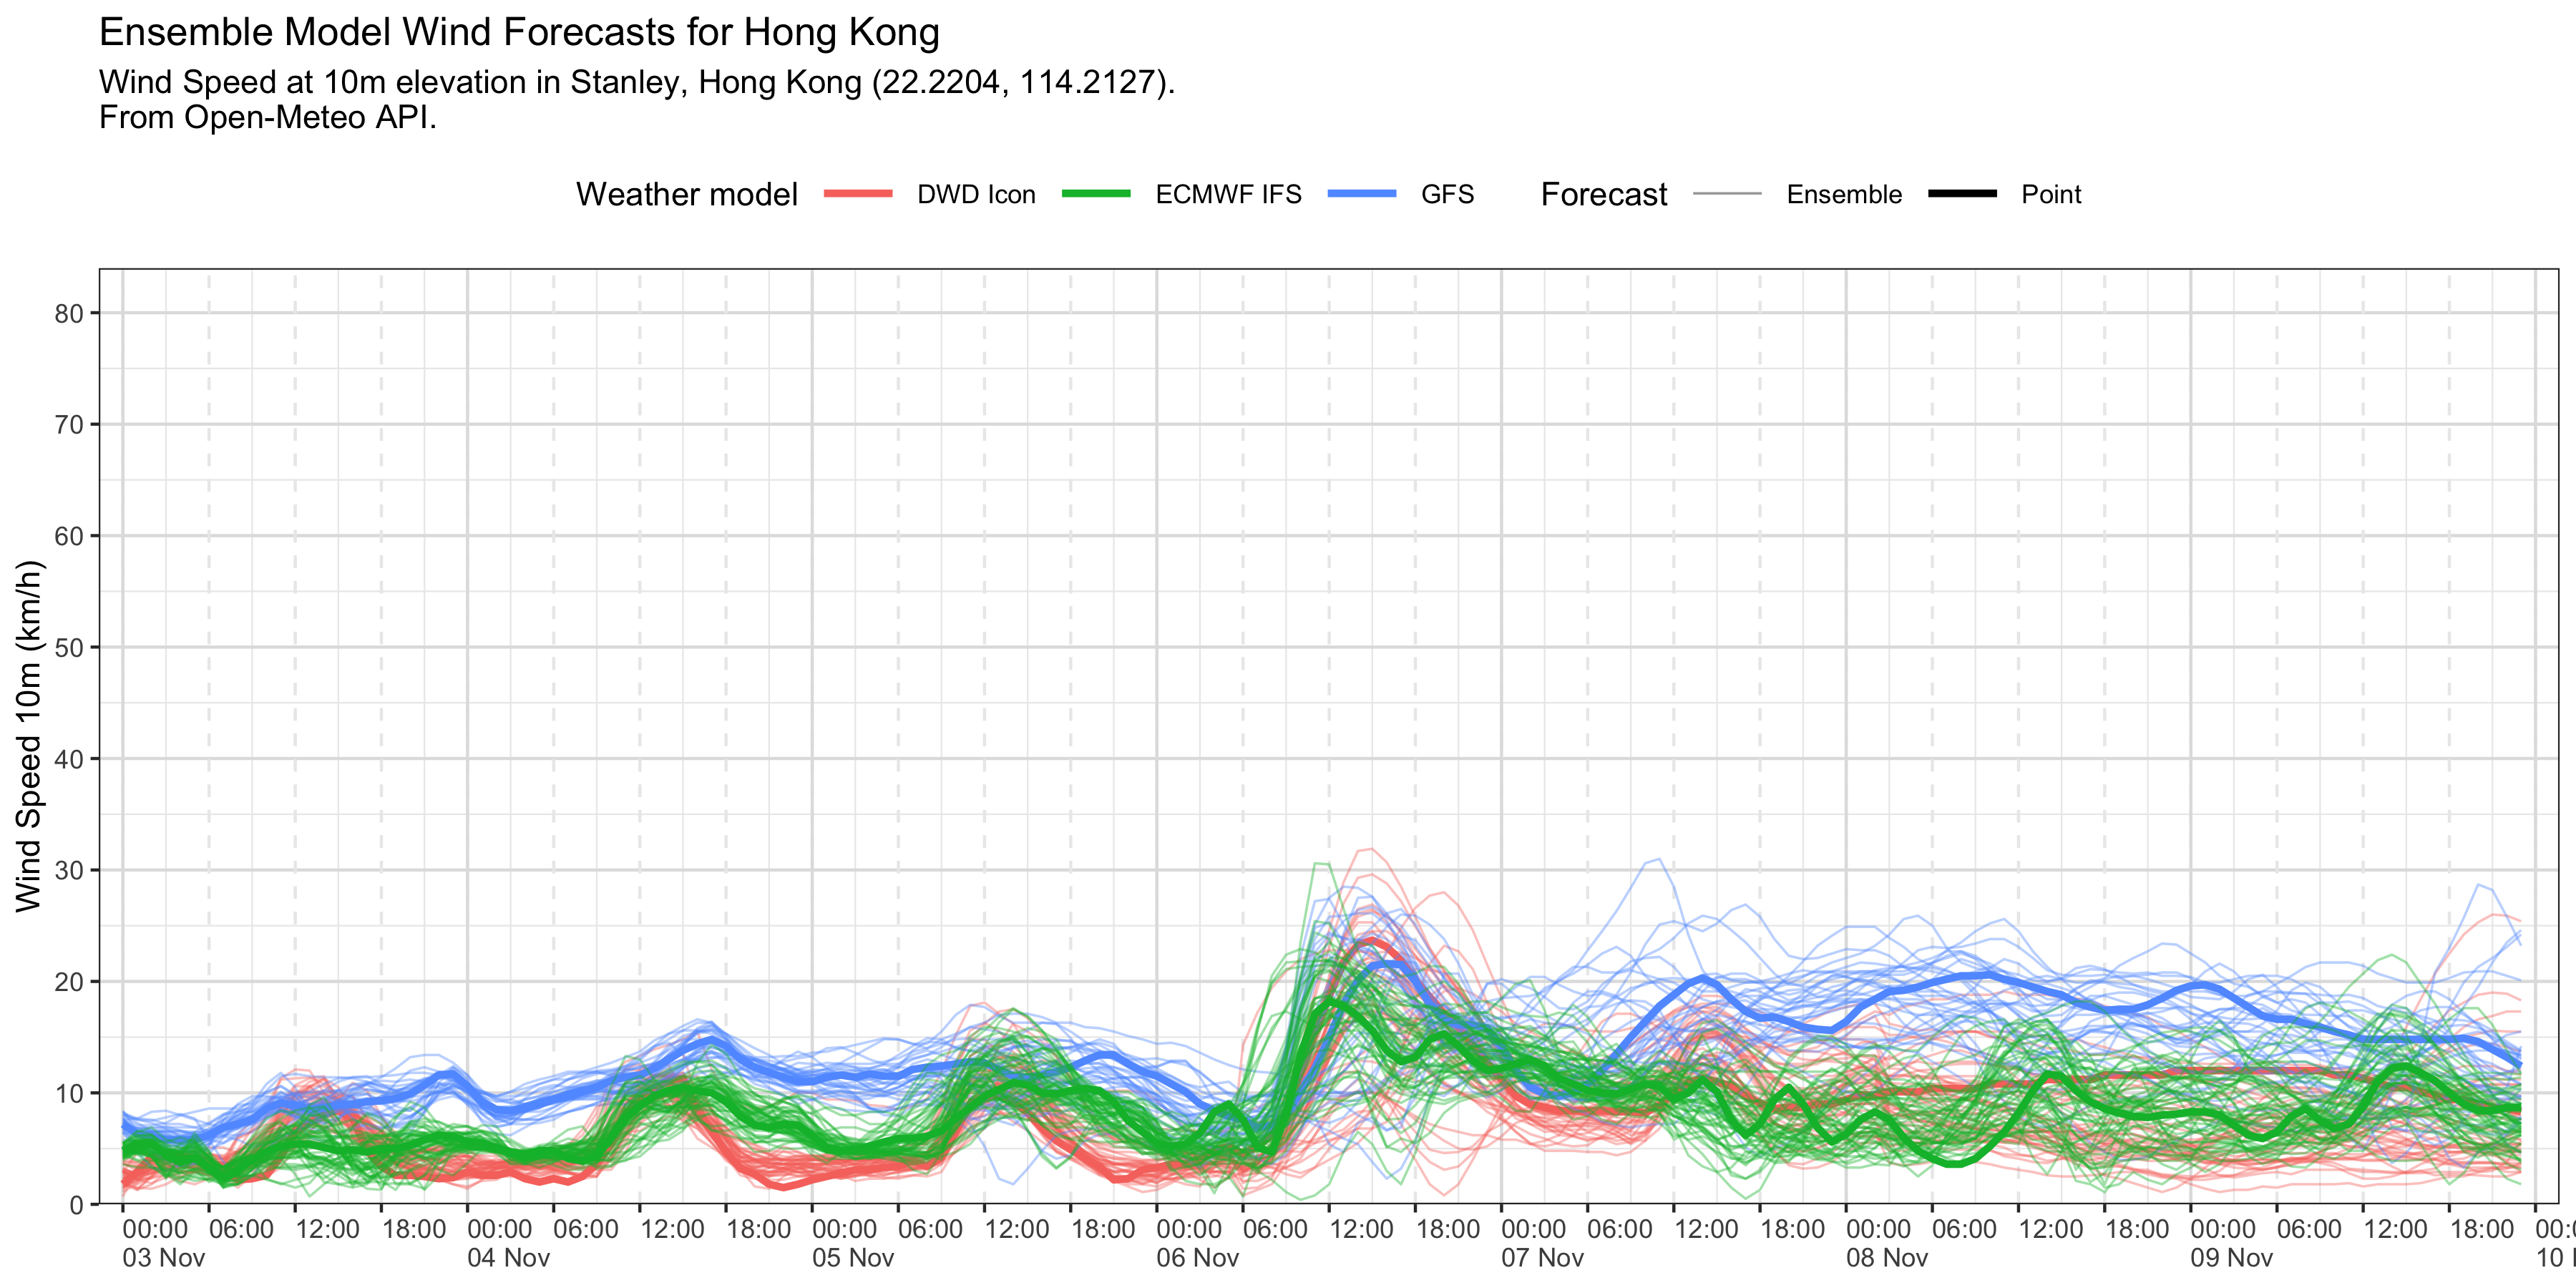 Ensemble Model Wind Forecasts for Hong Kong
Wind Speed at 10m elevation in Stanley, Hong Kong (22.2204, 114.2127).
From Open-Meteo API.
Weather model DWD Icon ECMWF IFS GFS Forecast Ensemble Point
Wind Speed 10m (km/h)
80
70
60
50
40
30
20
10
0
00:00 06:00 12:00 18:00 00:00 06:00 12:00 18:00 00:00 06:00 12:00 18:00 00:00 06:00 12:00 18:00 00:00 06:00 12:00 18:00 00:00 06:00 12:00 18:00 00:00 06:00 12:00 18:00
03 Nov 04 Nov 05 Nov 06 Nov 07 Nov 08 Nov 09 Nov 10